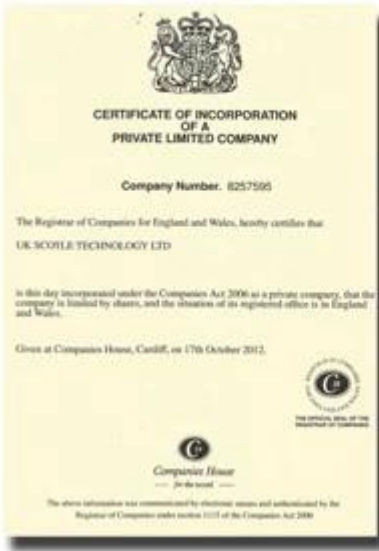 CERTIFICATE OF INCORPORATION
OF A
PRIVATE LIMITED COMPANY
Company Number. 8257595
The Registrar of Companies for England and Wales, hereby certifies that
UK SCOYLE TECHNOLOGY LTD
is this day incorporated under the Companies Act 2006 as a private company, that the
company is limited by shares, and the situation of its registered office is in England
and Wales.
Given at Companies House, Cardiff, on 17th October 2012.
THE OFFICIAL SEAL OF THE
REGISTRAR OF COMPANIES
Companies House
for the record
The above information was communicated by electronic means and authenticated by the
Registrar of Companies under section 1115 of the Companies Act 2006